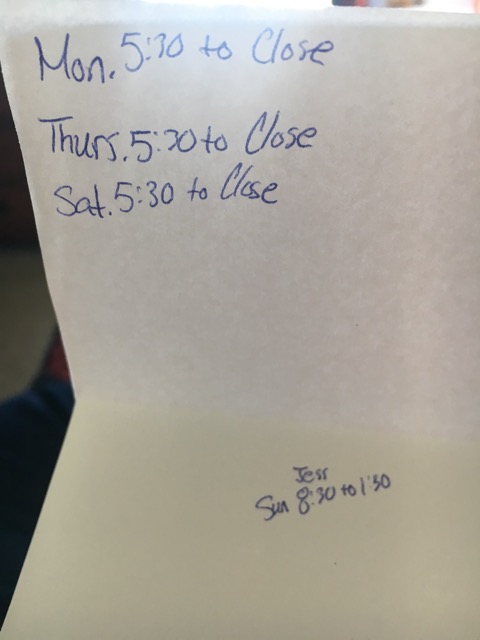 Mon. 5:30 to Close
Thurs. 5:30 to Close
Sat. 5:30 to Close
Jess
Sun 8:30 to 1:30